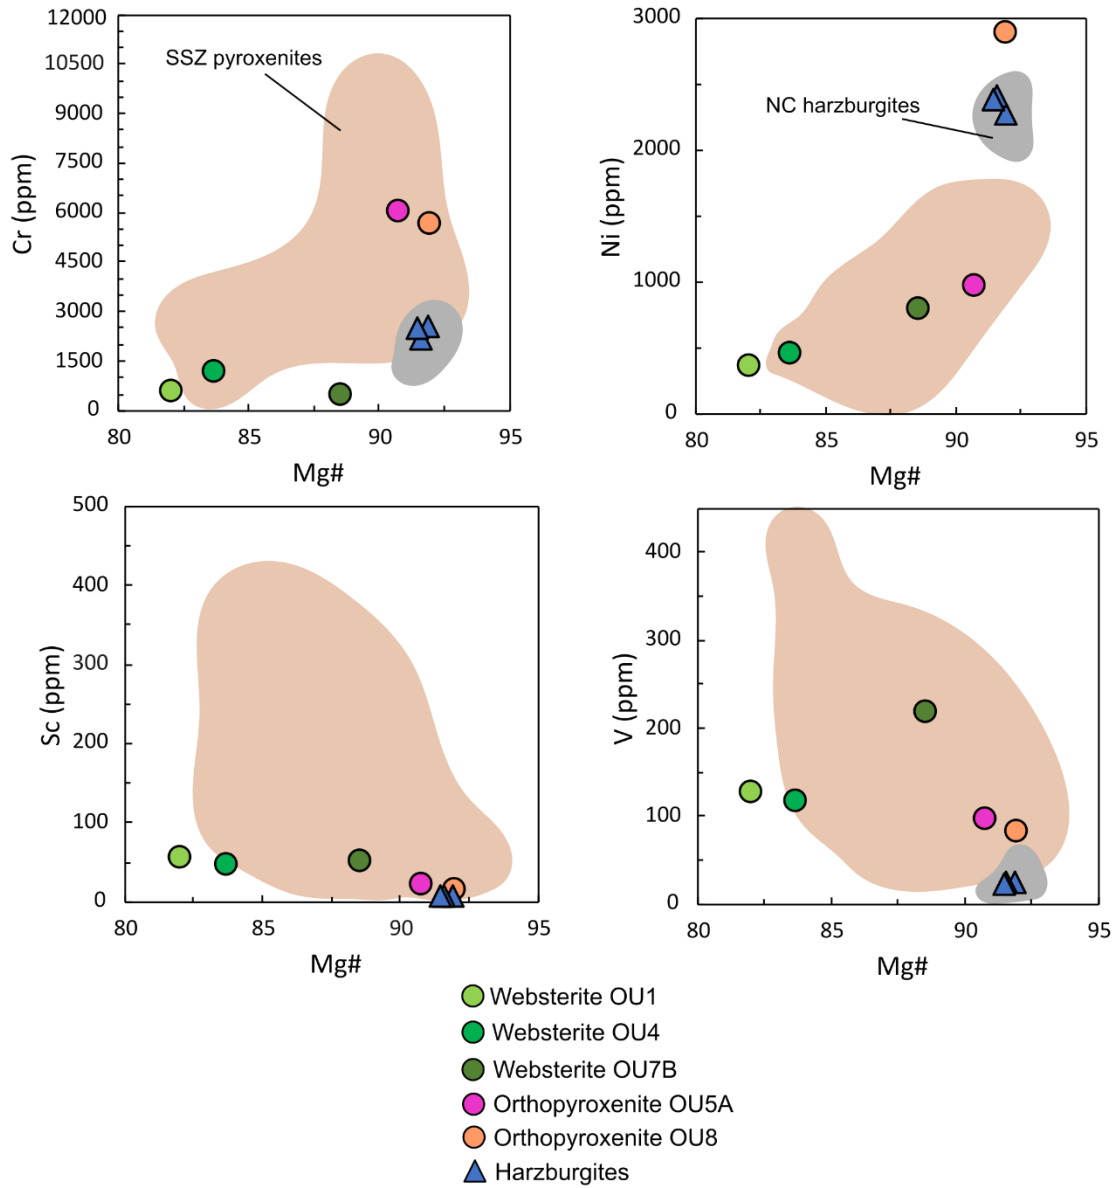 12000
10500
9000
7500
6000
4500
3000
1500
0
80
85
90
95
Cr (ppm)
Mg#
SSZ pyroxenites
3000
2000
1000
0
80
85
90
95
Ni (ppm)
Mg#
NC harzburgites
500
400
300
200
100
0
80
85
90
95
Sc (ppm)
Mg#
400
300
200
100
0
80
85
90
95
V (ppm)
Mg#
Websterite OU1
Websterite OU4
Websterite OU7B
Orthopyroxenite OU5A
Orthopyroxenite OU8
Harzburgites